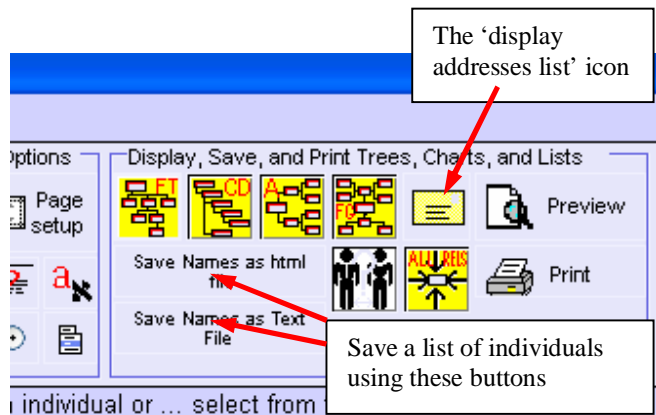 The ‘display
addresses list’ icon
Options
Display, Save, and Print Trees, Charts, and Lists
FT
CD
A
FG
Page
setup
Preview
Save Names as html
file
ALL RELS
Print
a
א
Save Names as Text
File
Save a list of individuals
using these buttons
individual or ... select from